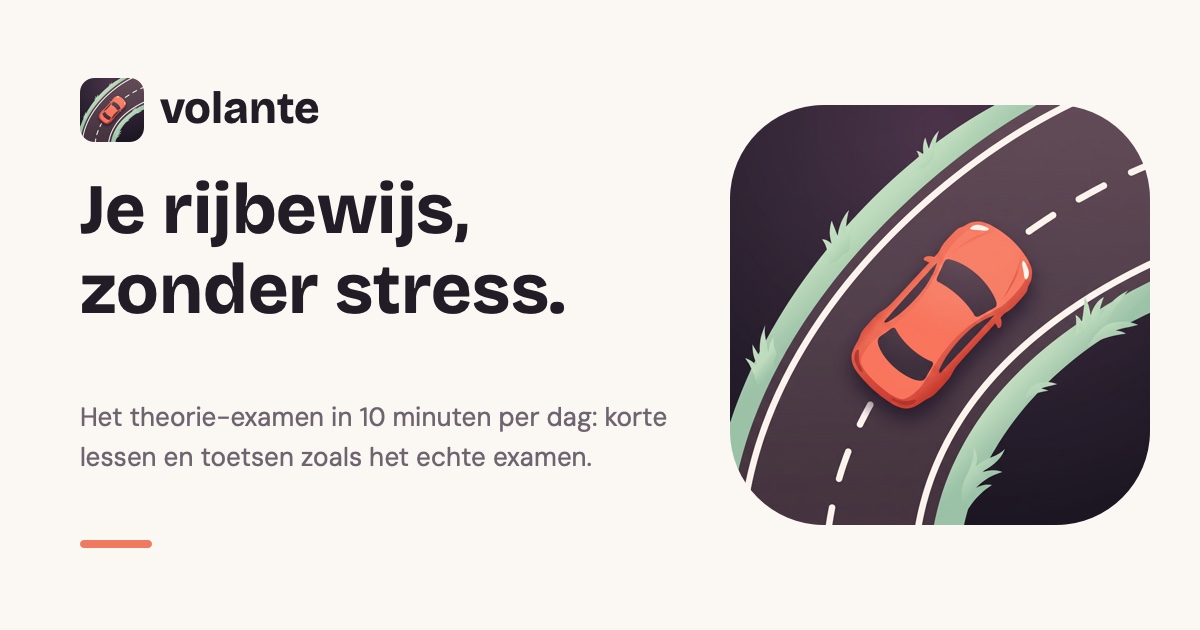 volante
Je rijbewijs,
zonder stress.
Het theorie-examen in 10 minuten per dag: korte
lessen en toetsen zoals het echte examen.